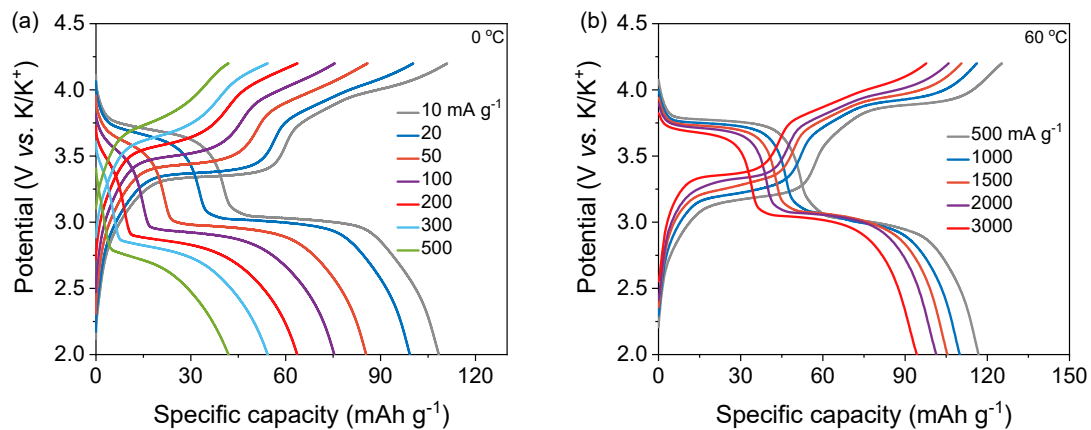 (a)
0 ºC
Potential (V vs. K/K⁺)
4.5
4.0
3.5
3.0
2.5
2.0
10 mA g⁻¹
20
50
100
200
300
500
0 30 60 90 120
Specific capacity (mAh g⁻¹)
(b)
60 ºC
Potential (V vs. K/K⁺)
4.5
4.0
3.5
3.0
2.5
2.0
500 mA g⁻¹
1000
1500
2000
3000
0 30 60 90 120 150
Specific capacity (mAh g⁻¹)